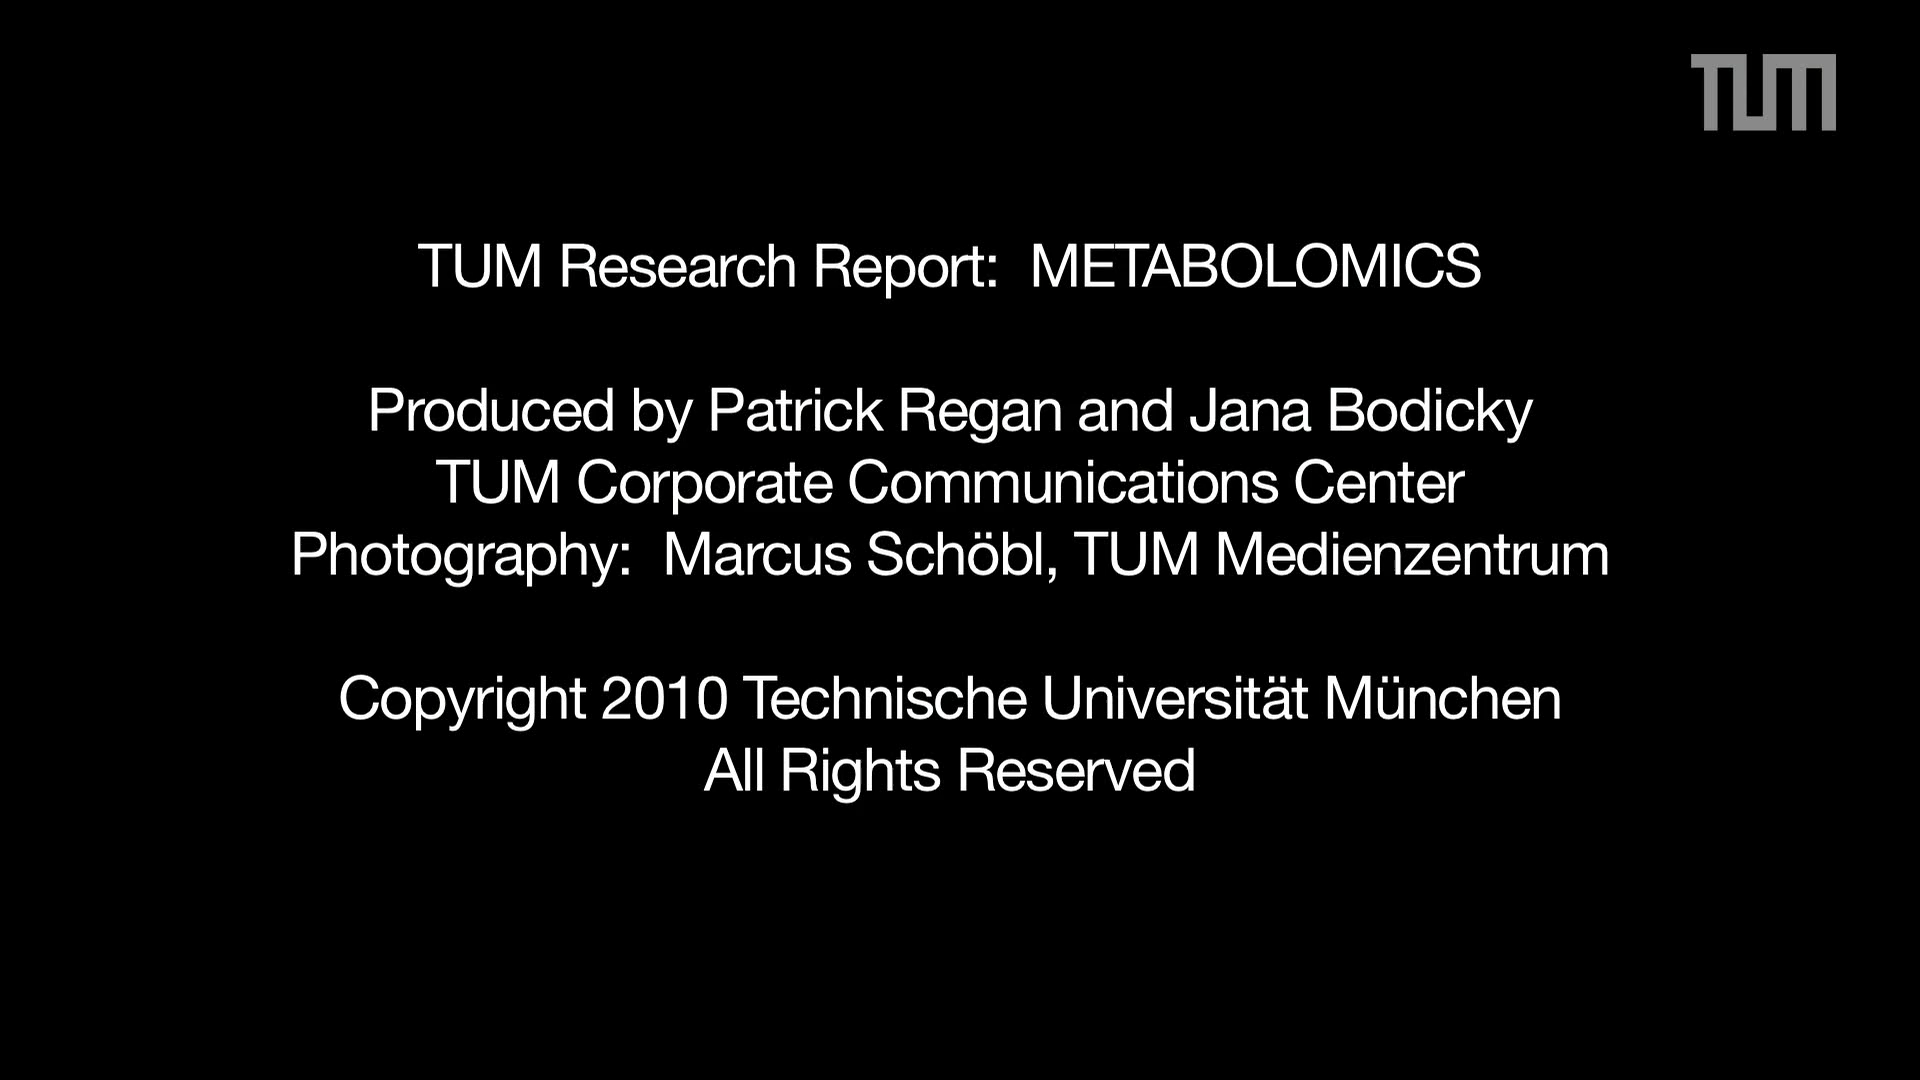 TUM
TUM Research Report:  METABOLOMICS
Produced by Patrick Regan and Jana Bodicky
TUM Corporate Communications Center
Photography:  Marcus Schöbl, TUM Medienzentrum
Copyright 2010 Technische Universität München
All Rights Reserved